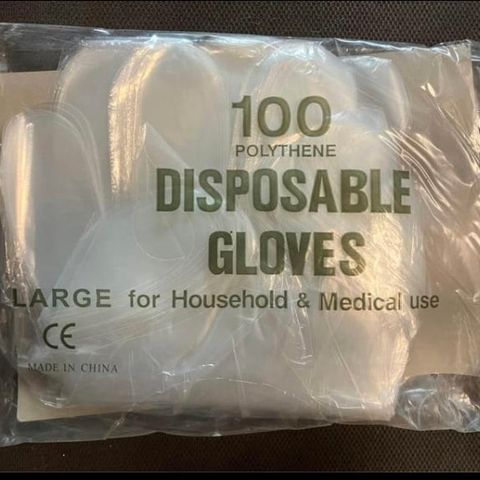 100
POLYTHENE
DISPOSABLE
GLOVES
LARGE for Household & Medical use
CE
MADE IN CHINA